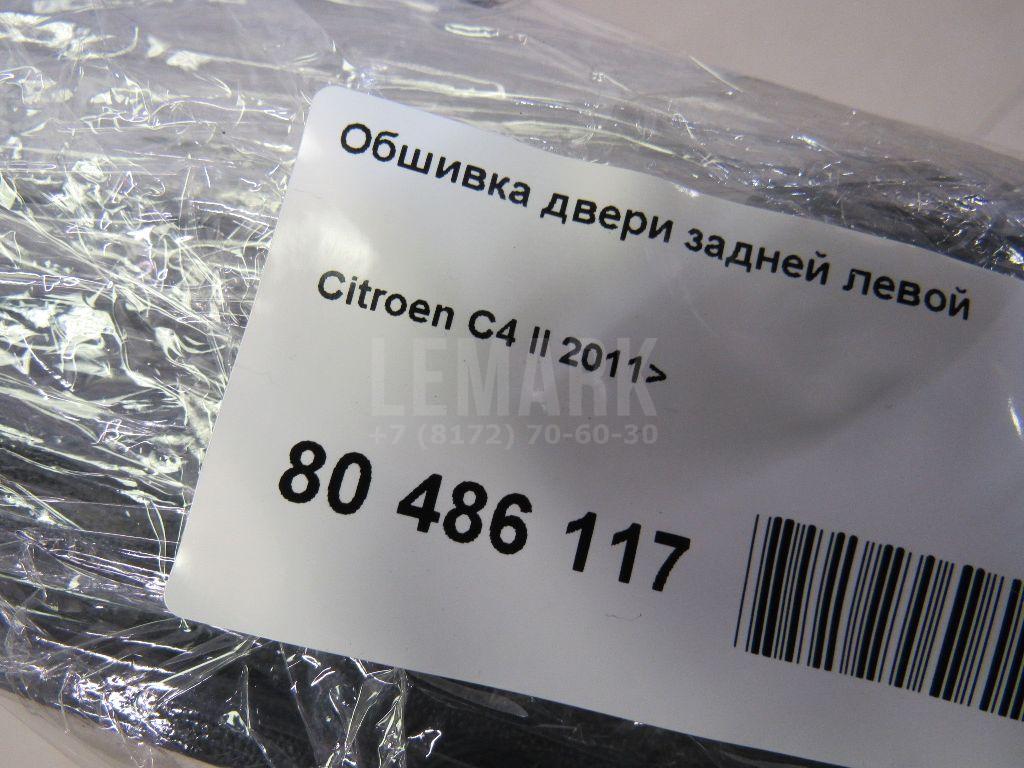 Обшивка двери задней левой
Citroen C4 II 2011>
LEMARK
+7 (8172) 70-60-30
80 486 117